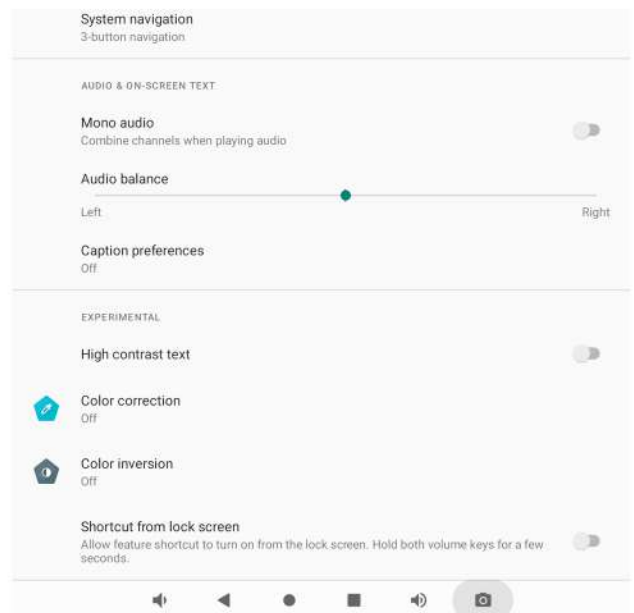 System navigation
3-button navigation
AUDIO & ON-SCREEN TEXT
Mono audio
Combine channels when playing audio
Audio balance
Left Right
Caption preferences
Off
EXPERIMENTAL
High contrast text
Color correction
Off
Color inversion
Off
Shortcut from lock screen
Allow feature shortcut to turn on from the lock screen. Hold both volume keys for a few
seconds.